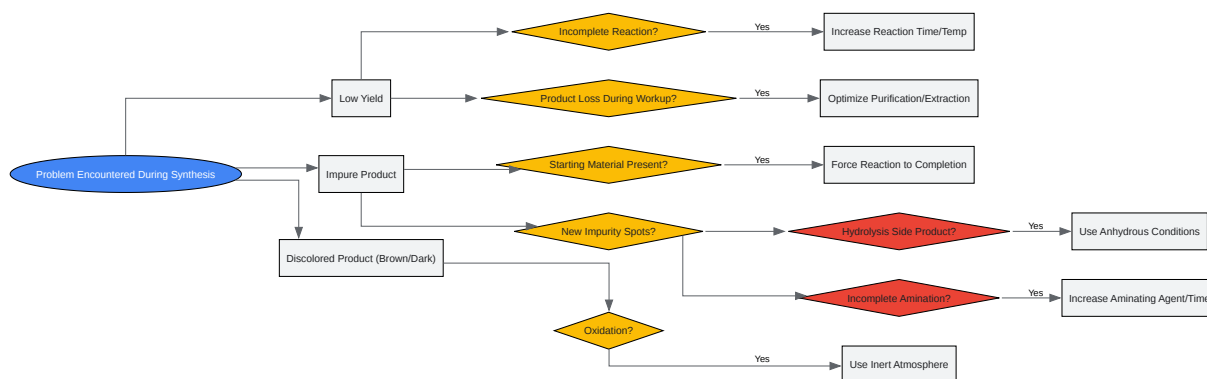 Incomplete Reaction?
Yes
Increase Reaction Time/Temp
Low Yield
Product Loss During Workup?
Yes
Optimize Purification/Extraction
Problem Encountered During Synthesis
Impure Product
Starting Material Present?
Yes
Force Reaction to Completion
New Impurity Spots?
Hydrolysis Side Product?
Yes
Use Anhydrous Conditions
Discolored Product (Brown/Dark)
Incomplete Amination?
Yes
Increase Aminating Agent/Time
Oxidation?
Yes
Use Inert Atmosphere